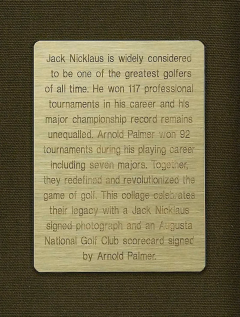 Jack Nicklaus is widely considered
to be one of the greatest golfers
of all time. He won 117 professional
tournaments in his career and his
major championship record remains
unequalled. Arnold Palmer won 92
tournaments during his playing career
including seven majors. Together,
they redefined and revolutionized the
game of golf. This collage celebrates
their legacy with a Jack Nicklaus
signed photograph and an Augusta
National Golf Club scorecard signed
by Arnold Palmer.